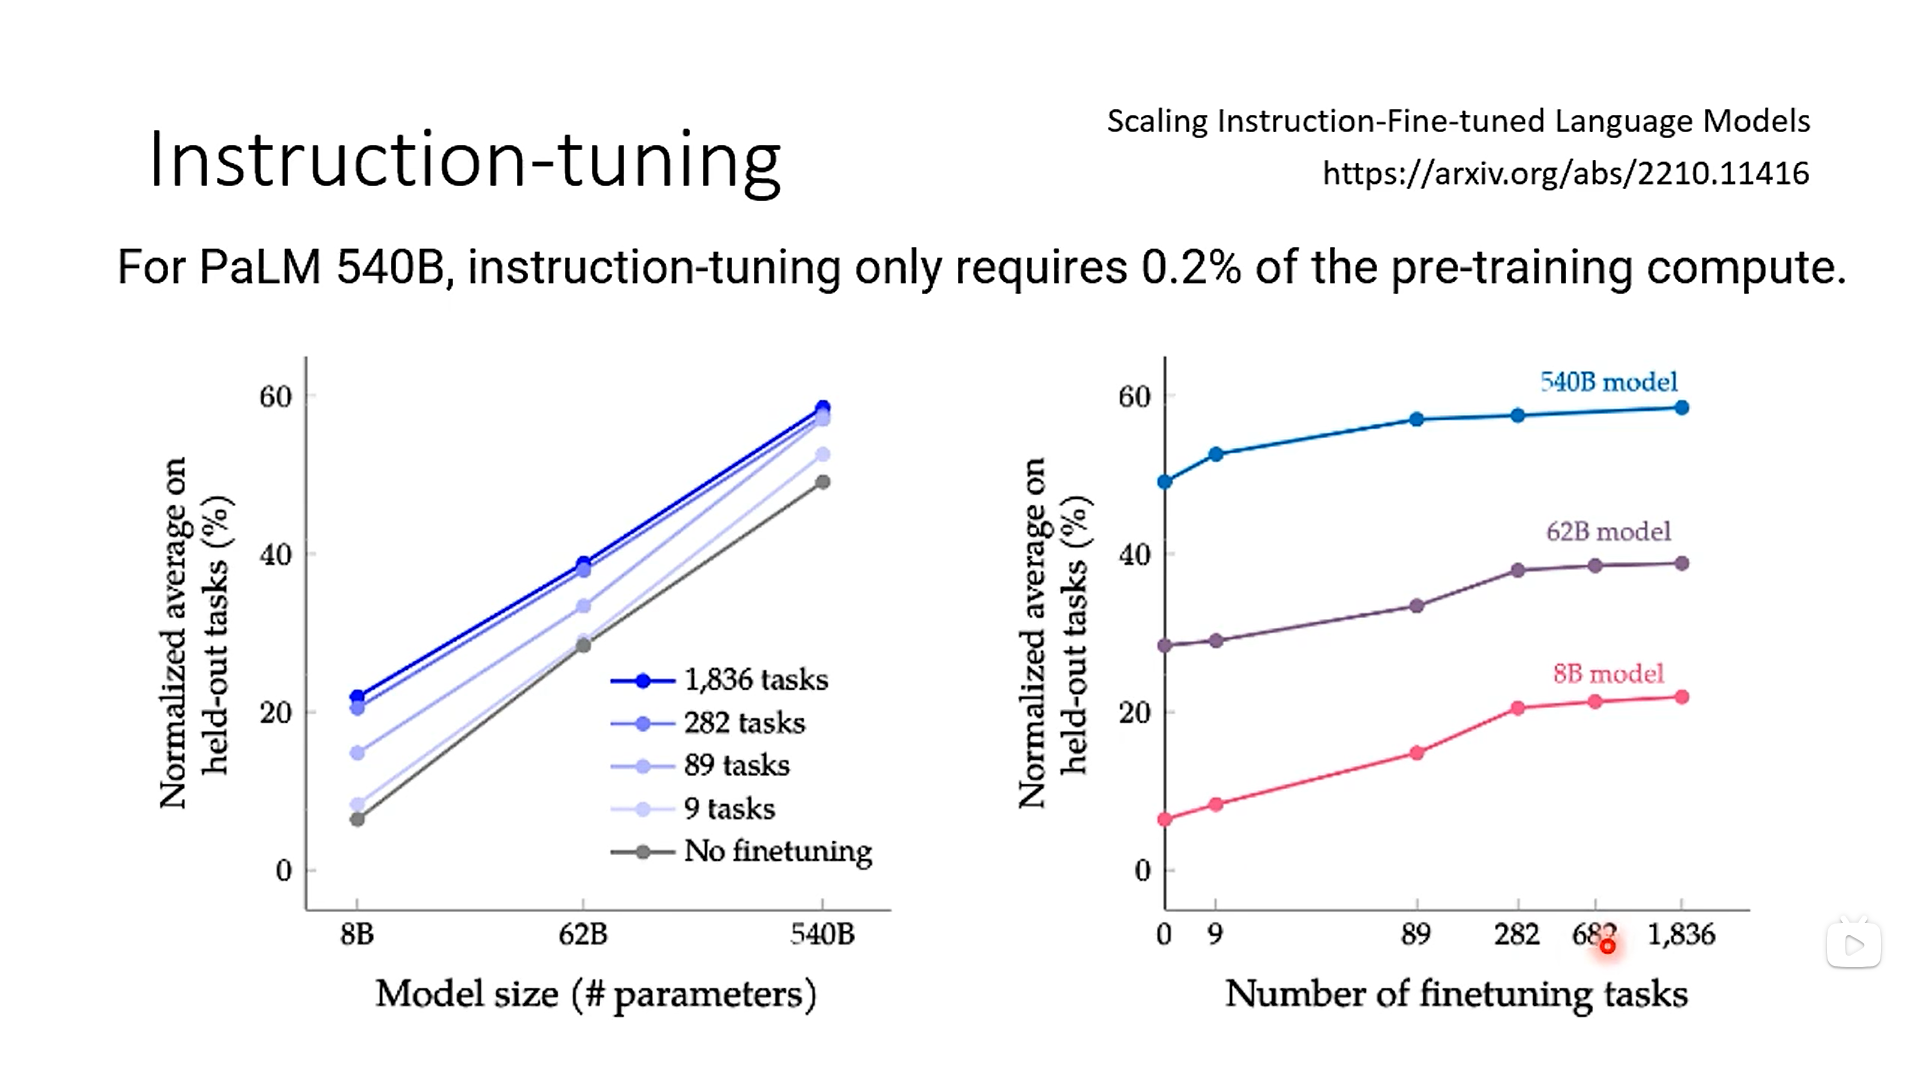 Instruction-tuning
Scaling Instruction-Fine-tuned Language Models
https://arxiv.org/abs/2210.11416
For PaLM 540B, instruction-tuning only requires 0.2% of the pre-training compute.
Normalized average on
held-out tasks (%)
60
40
20
0
1,836 tasks
282 tasks
89 tasks
9 tasks
No finetuning
8B 62B 540B
Model size (# parameters)
Normalized average on
held-out tasks (%)
60
40
20
0
540B model
62B model
8B model
0 9 89 282 1,836
Number of finetuning tasks